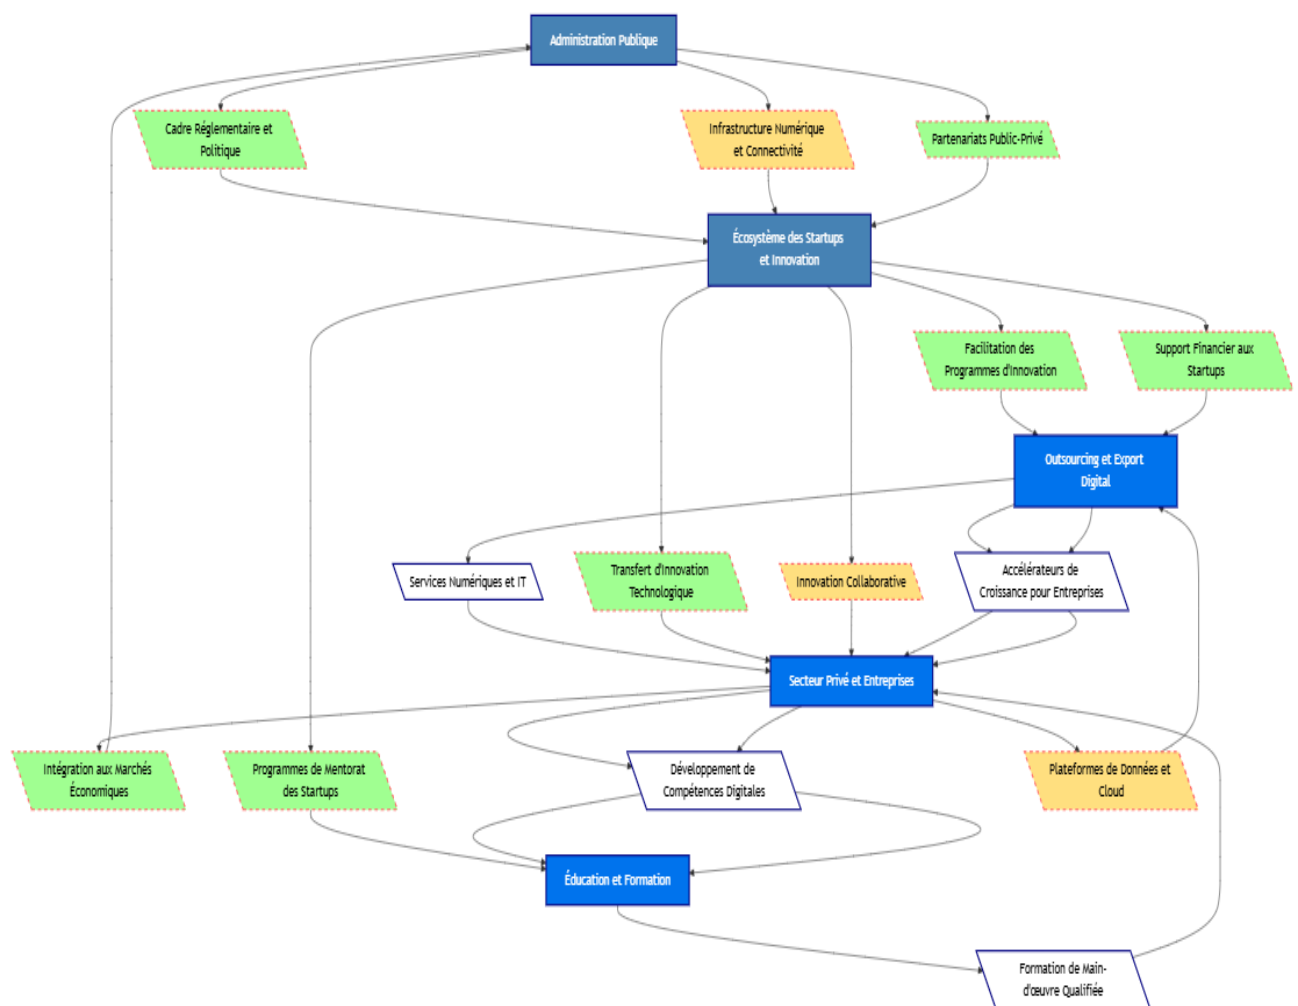 Administration Publique
Cadre Réglementaire et
Politique
Infrastructure Numérique
et Connectivité
Partenariats Public-Privé
Écosystème des Startups
et Innovation
Facilitation des
Programmes d'Innovation
Support Financier aux
Startups
Outsourcing et Export
Digital
Services Numériques et IT
Transfert d'Innovation
Technologique
Innovation Collaborative
Accélérateurs de
Croissance pour Entreprises
Secteur Privé et Entreprises
Intégration aux Marchés
Économiques
Programmes de Mentorat
des Startups
Développement de
Compétences Digitales
Plateformes de Données et
Cloud
Éducation et Formation
Formation de Main-
d'œuvre Qualifiée